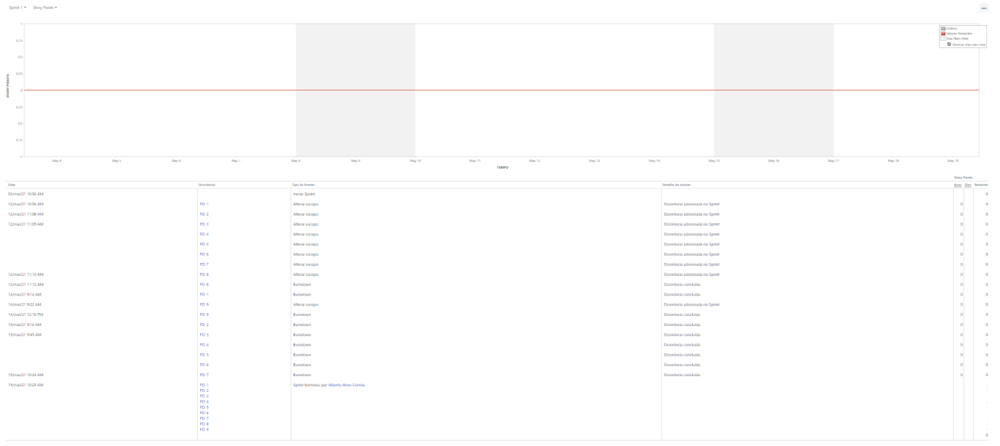 Sprint 1 Story Points
1
0,75
0,5
0,25
0
0,25
0,5
0,75
-1
STORY POINTS
Diretriz
Valores Restantes
Dias Não-Úteis
Mostrar dias não-úteis
May 4 May 5 May 6 May 7 May 8 May 9 May 10 May 11 May 12 May 13 May 14 May 15 May 16 May 17 May 18 May 19
TEMPO
Story Points
Data Ocorrência Tipo de Evento Detalhe do evento Aum. Dim. Restante
05/mai/21 10:56 AM Iniciar Sprint 0
12/mai/21 10:56 AM PD-1 Alterar escopo Ocorrência adicionada no Sprint 0 0
12/mai/21 11:08 AM PD-2 Alterar escopo Ocorrência adicionada no Sprint 0 0
12/mai/21 11:09 AM PD-3 Alterar escopo Ocorrência adicionada no Sprint 0 0
PD-4 Alterar escopo Ocorrência adicionada no Sprint 0 0
PD-5 Alterar escopo Ocorrência adicionada no Sprint 0 0
PD-6 Alterar escopo Ocorrência adicionada no Sprint 0 0
PD-7 Alterar escopo Ocorrência adicionada no Sprint 0 0
12/mai/21 11:10 AM PD-8 Alterar escopo Ocorrência adicionada no Sprint 0 0
12/mai/21 11:12 AM PD-8 Burndown Ocorrência concluída 0 0
14/mai/21 9:14 AM PD-1 Burndown Ocorrência concluída 0 0
14/mai/21 9:22 AM PD-9 Alterar escopo Ocorrência adicionada no Sprint 0 0
14/mai/21 12:16 PM PD-9 Burndown Ocorrência concluída 0 0
19/mai/21 9:16 AM PD-2 Burndown Ocorrência concluída 0 0
19/mai/21 9:45 AM PD-3 Burndown Ocorrência concluída 0 0
PD-4 Burndown Ocorrência concluída 0 0
PD-5 Burndown Ocorrência concluída 0 0
PD-6 Burndown Ocorrência concluída 0 0
19/mai/21 10:24 AM PD-7 Burndown Ocorrência concluída 0 0
19/mai/21 10:25 AM PD-1 Sprint terminou por Alberto Alves Correia
PD-2
PD-3
PD-4
PD-5
PD-6
PD-7
PD-8
PD-9
0